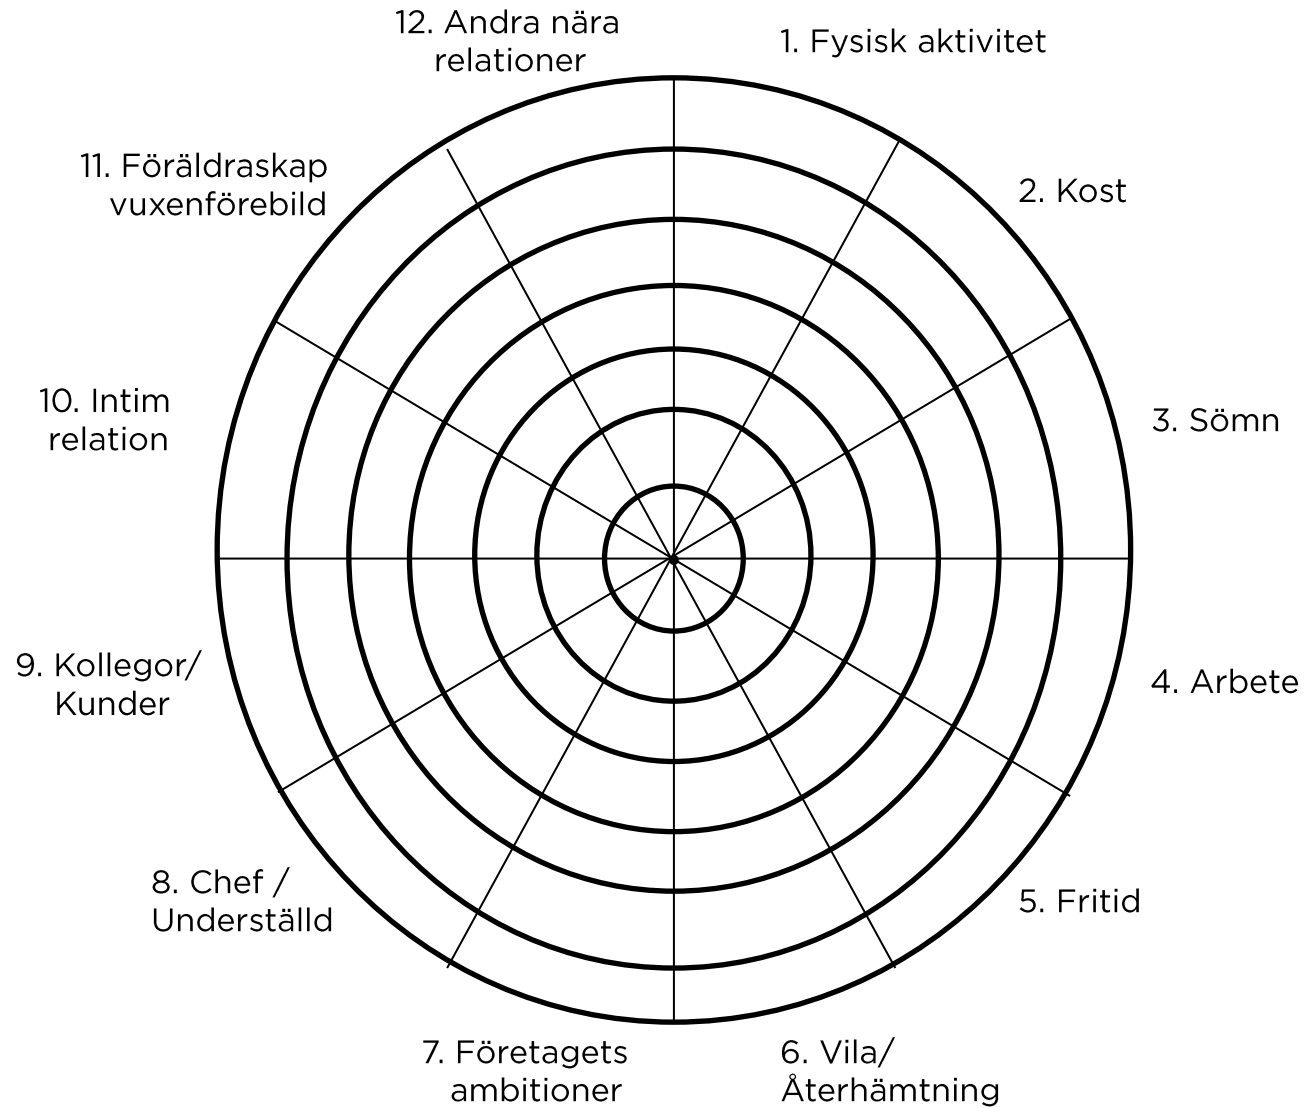 12. Andra nära
relationer
1. Fysisk aktivitet
11. Föräldraskap
vuxenförebild
2. Kost
10. Intim
relation
3. Sömn
9. Kollegor/
Kunder
4. Arbete
8. Chef /
Underställd
5. Fritid
7. Företagets
ambitioner
6. Vila/
Återhämtning